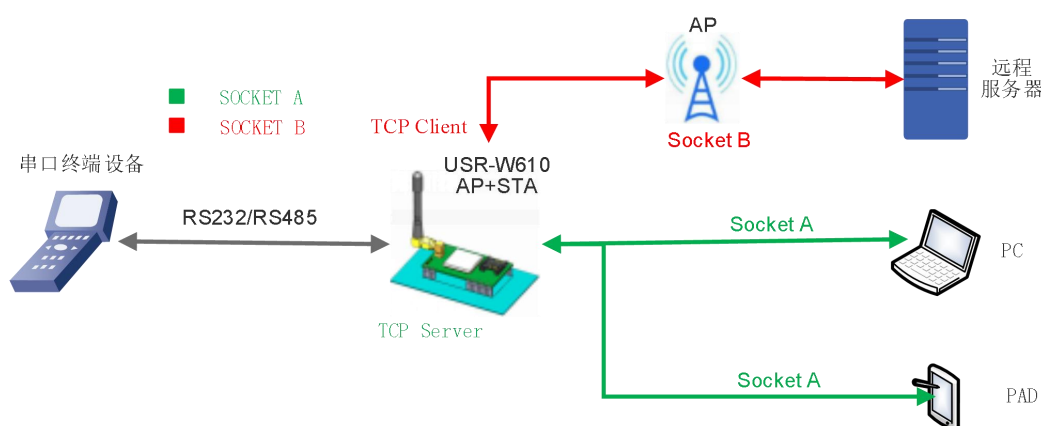 AP
远程
服务器
SOCKET A
SOCKET B
TCP Client
Socket B
串口终端设备
USR-W610
AP+STA
RS232/RS485
Socket A
PC
TCP Server
Socket A
PAD